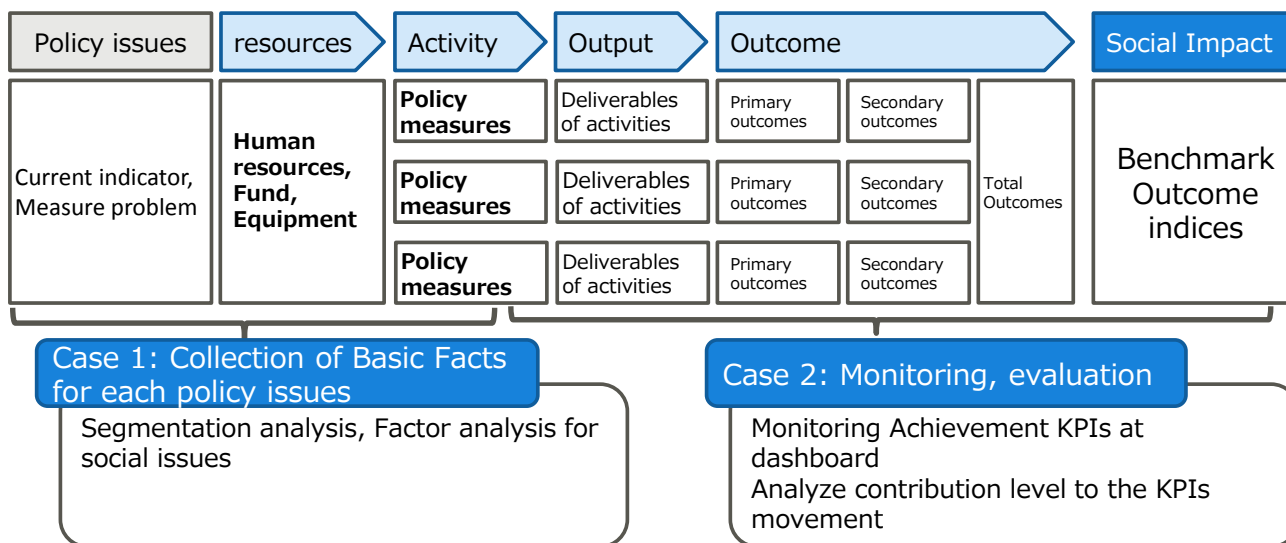 Policy issues
resources
Activity
Output
Outcome
Social Impact
Current indicator,
Measure problem
Human
resources,
Fund,
Equipment
Policy
measures
Deliverables
of activities
Primary
outcomes
Secondary
outcomes
Policy
measures
Deliverables
of activities
Primary
outcomes
Secondary
outcomes
Policy
measures
Deliverables
of activities
Primary
outcomes
Secondary
outcomes
Total
Outcomes
Benchmark
Outcome
indices
Case 1: Collection of Basic Facts
for each policy issues
Segmentation analysis, Factor analysis for
social issues
Case 2: Monitoring, evaluation
Monitoring Achievement KPIs at
dashboard
Analyze contribution level to the KPIs
movement